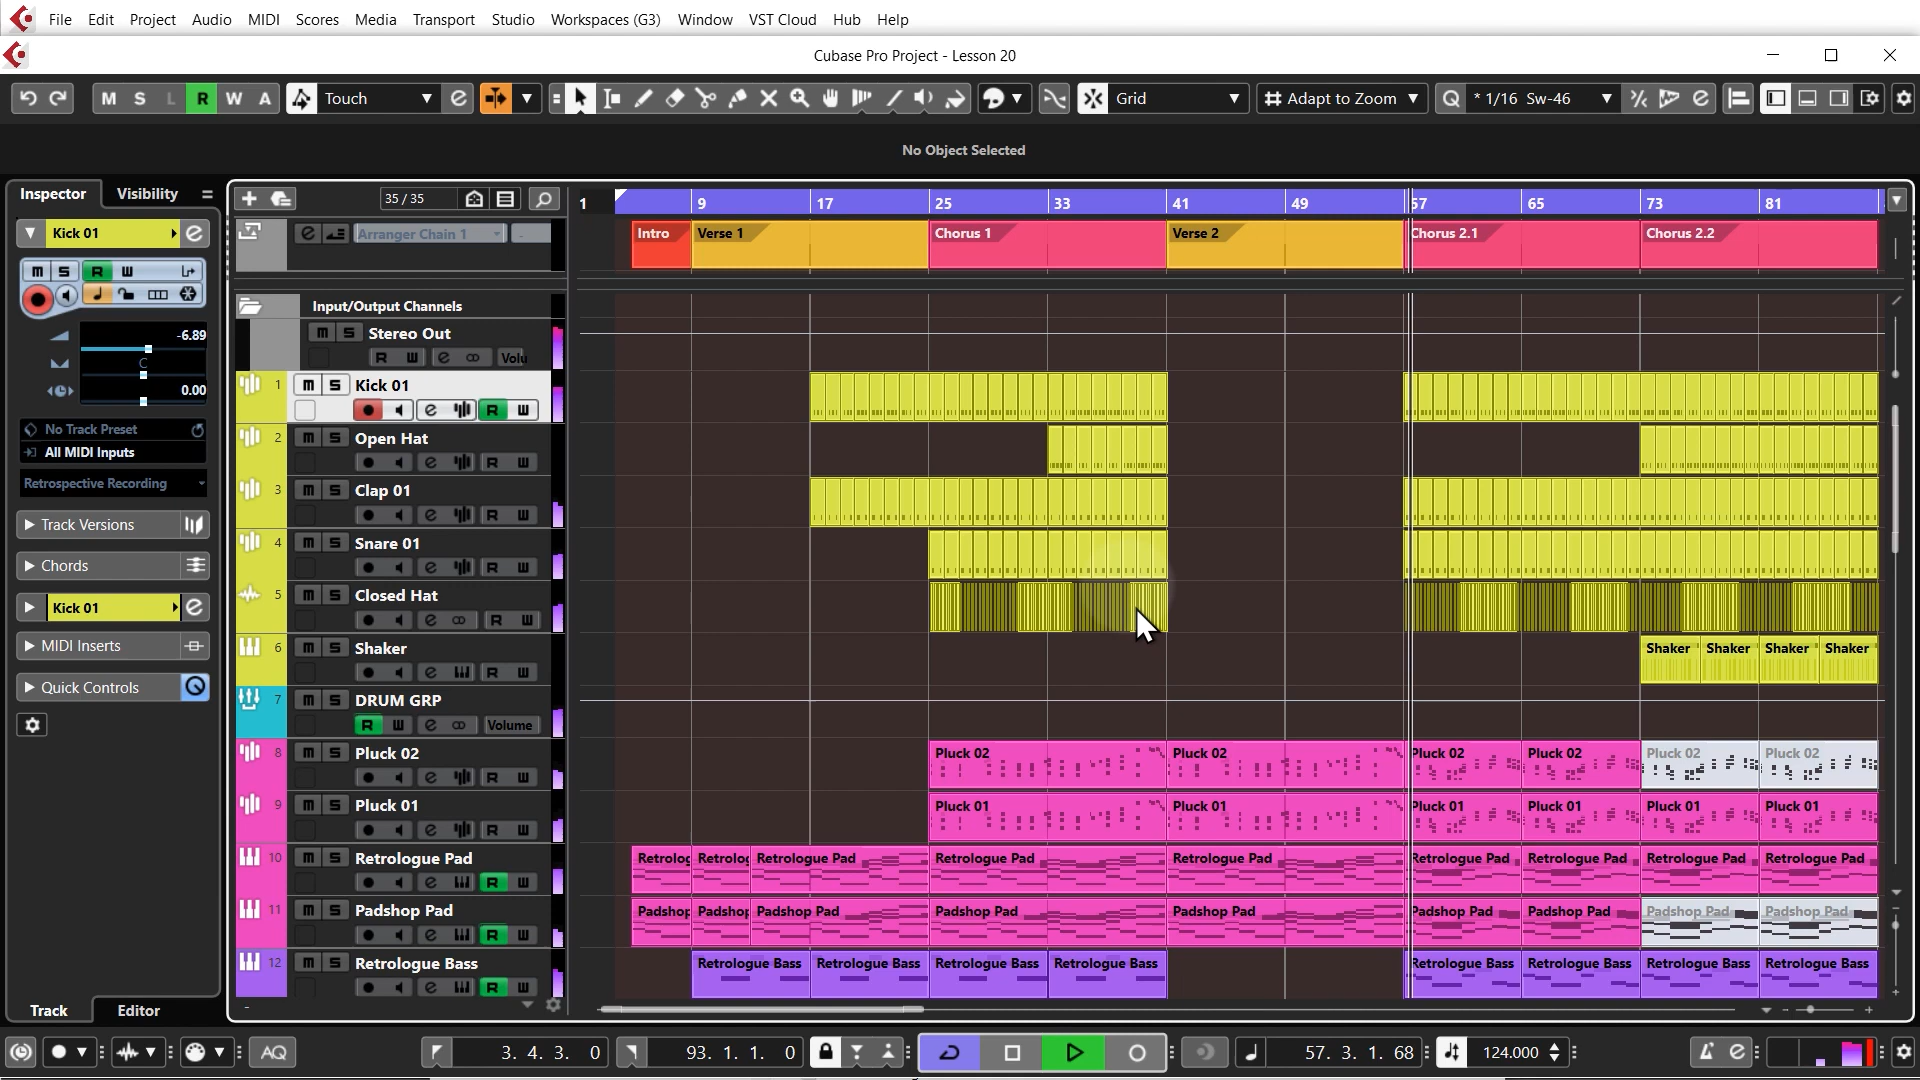 File Edit Project Audio MIDI Scores Media Transport Studio Workspaces (G3) Window VST Cloud Hub Help
Cubase Pro Project - Lesson 20
M S L R W A Touch Grid Adapt to Zoom Q * 1/16 Sw-46
No Object Selected
Inspector Visibility
35 / 35
1 9 17 25 33 41 49 57 65 73 81
Kick 01
Arranger Chain 1
Intro Verse 1 Chorus 1 Verse 2 Chorus 2.1 Chorus 2.2
M S R W
Input/Output Channels
-6.89
C
0.00
M S Stereo Out
R W e Volu
1 M S Kick 01
R W
No Track Preset
All MIDI Inputs
Retrospective Recording
2 M S Open Hat
R W
3 M S Clap 01
R W
Track Versions
4 M S Snare 01
R W
Chords
5 M S Closed Hat
R W
Kick 01
6 M S Shaker
R W
Shaker Shaker Shaker Shaker
MIDI Inserts
Quick Controls
7 M S DRUM GRP
R W e Volume
8 M S Pluck 02
R W
Pluck 02 Pluck 02 Pluck 02 Pluck 02 Pluck 02 Pluck 02
9 M S Pluck 01
R W
Pluck 01 Pluck 01 Pluck 01 Pluck 01 Pluck 01 Pluck 01
10 M S Retrologue Pad
R W
Retrolog Retrolog Retrologue Pad Retrologue Pad Retrologue Pad Retrologue Pad Retrologue Pad Retrologue Pad Retrologue Pad
11 M S Padshop Pad
R W
Padshop Padshop Padshop Pad Padshop Pad Padshop Pad Padshop Pad Padshop Pad Padshop Pad Padshop Pad
12 M S Retrologue Bass
R W
Retrologue Bass Retrologue Bass Retrologue Bass Retrologue Bass Retrologue Bass Retrologue Bass Retrologue Bass Retrologue Bass
Track Editor
AQ 3. 4. 3. 0 93. 1. 1. 0 57. 3. 1. 68 124.000